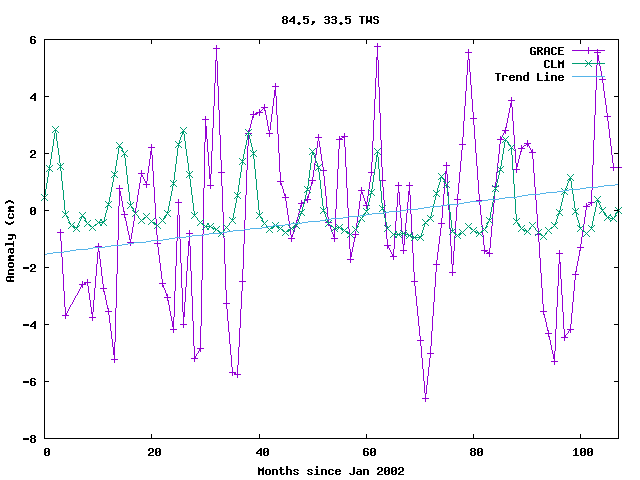 84.5, 33.5 TWS
GRACE
CLM
Trend Line
6
4
2
0
-2
-4
-6
-8
Anomaly (cm)
0 20 40 60 80 100
Months since Jan 2002